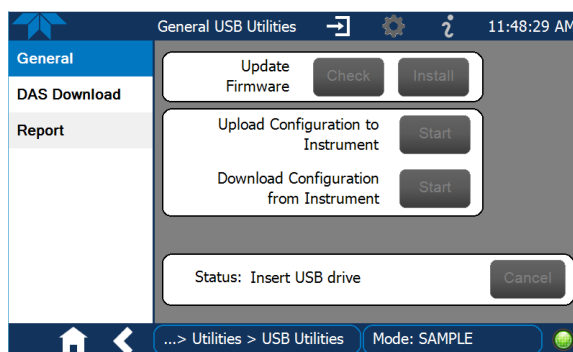 General USB Utilities
11:48:29 AM
General
DAS Download
Report
Update
Firmware
Check
Install
Upload Configuration to
Instrument
Start
Download Configuration
from Instrument
Start
Status: Insert USB drive
Cancel
...> Utilities > USB Utilities
Mode: SAMPLE